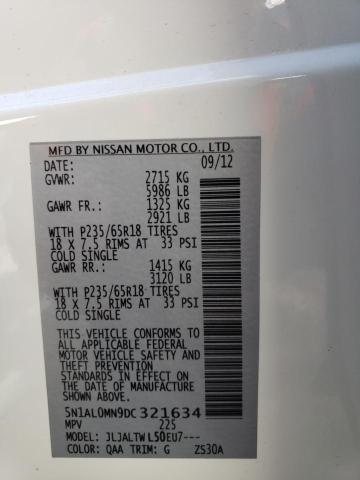 MFD BY NISSAN MOTOR CO., LTD.
DATE: 09/12
GVWR: 2715 KG
5986 LB
GAWR FR.: 1325 KG
2921 LB
WITH P235/65R18 TIRES
18 X 7.5 RIMS AT 33 PSI
COLD SINGLE
GAWR RR.: 1415 KG
3120 LB
WITH P235/65R18 TIRES
18 X 7.5 RIMS AT 33 PSI
COLD SINGLE
THIS VEHICLE CONFORMS TO
ALL APPLICABLE FEDERAL
MOTOR VEHICLE SAFETY
AND THEFT PREVENTION
STANDARDS IN EFFECT ON
THE DATE OF MANUFACTURE
SHOWN ABOVE.
5N1AL0MN9DC321634
MPV 225
MODEL: JLJALTWL50EU7---
COLOR: QAA TRIM: G ZS30A